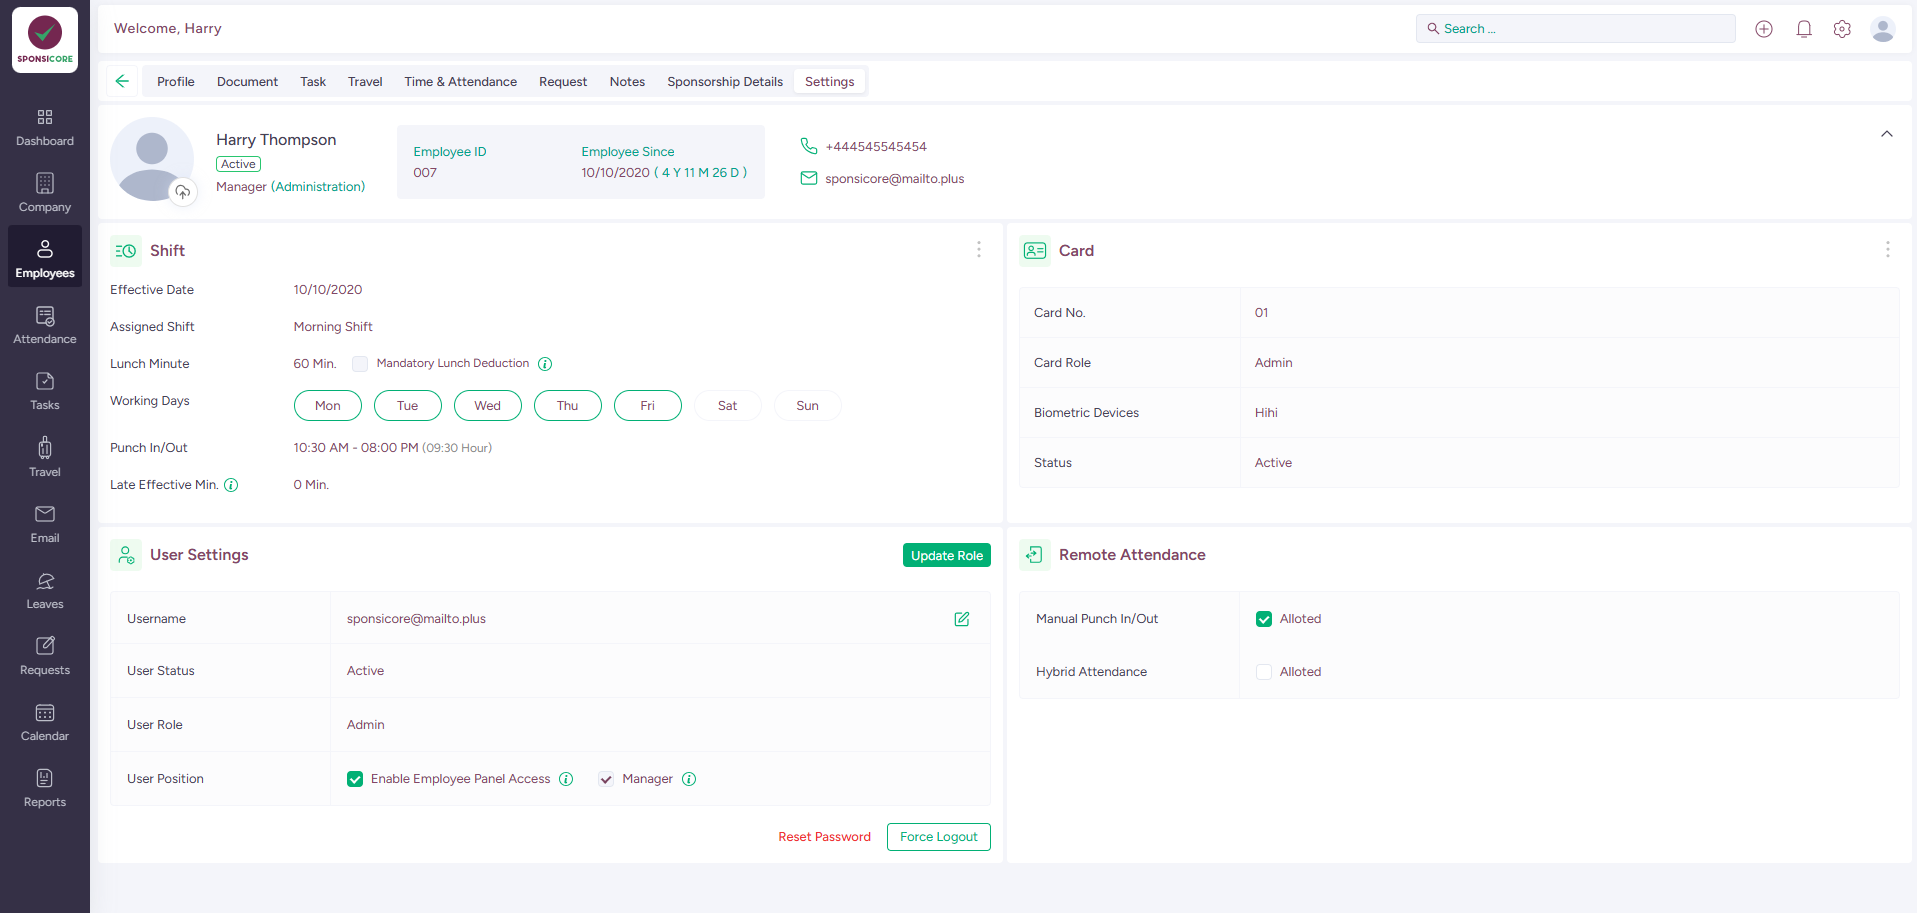 SPONSICORE
Welcome, Harry
Search ...
Profile Document Task Travel Time & Attendance Request Notes Sponsorship Details Settings
Dashboard
Company
Employees
Attendance
Tasks
Travel
Email
Leaves
Requests
Calendar
Reports
Harry Thompson
Active
Manager (Administration)
Employee ID
007
Employee Since
10/10/2020 ( 4 Y 11 M 26 D )
+444545545454
sponsicore@mailto.plus
Shift
Effective Date 10/10/2020
Assigned Shift Morning Shift
Lunch Minute 60 Min. Mandatory Lunch Deduction
Working Days Mon Tue Wed Thu Fri Sat Sun
Punch In/Out 10:30 AM - 08:00 PM (09:30 Hour)
Late Effective Min. 0 Min.
Card
Card No. 01
Card Role Admin
Biometric Devices Hihi
Status Active
User Settings
Update Role
Username sponsicore@mailto.plus
User Status Active
User Role Admin
User Position Enable Employee Panel Access Manager
Reset Password Force Logout
Remote Attendance
Manual Punch In/Out Alloted
Hybrid Attendance Alloted